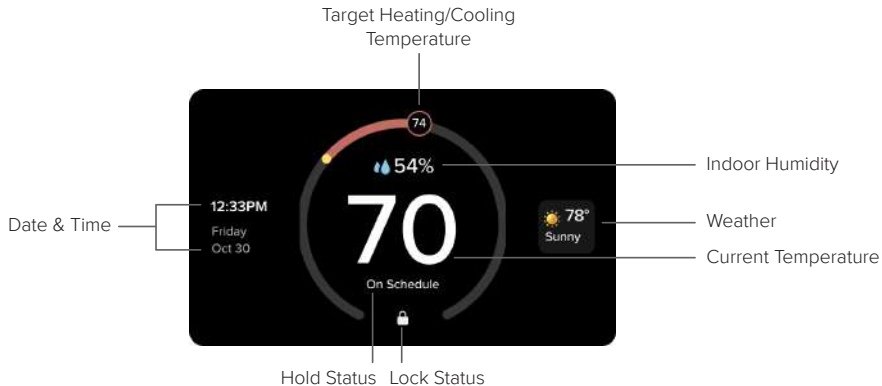 Target Heating/Cooling
Temperature
74
54%
Indoor Humidity
12:33PM
Friday
Oct 30
Date & Time
70
78°
Sunny
Weather
Current Temperature
On Schedule
Hold Status
Lock Status